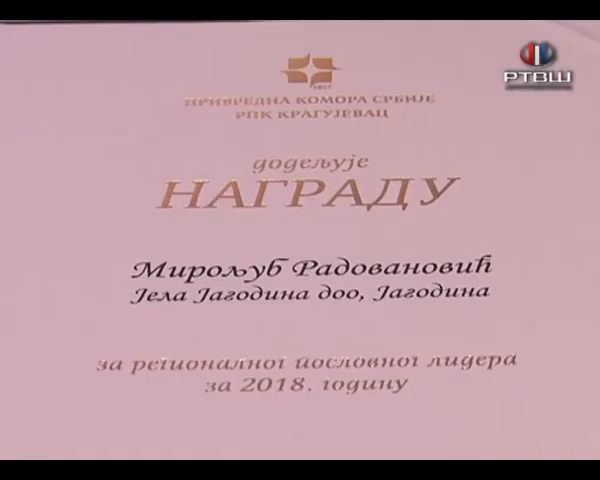 РТВШ
1857
ПРИВРЕДНА КОМОРА СРБИЈЕ
РПК КРАГУЈЕВАЦ
додељује
НАГРАДУ
Мирољуб Радовановић
Јела Јагодина доо, Јагодина
за регионалног пословног лидера
за 2018. годину